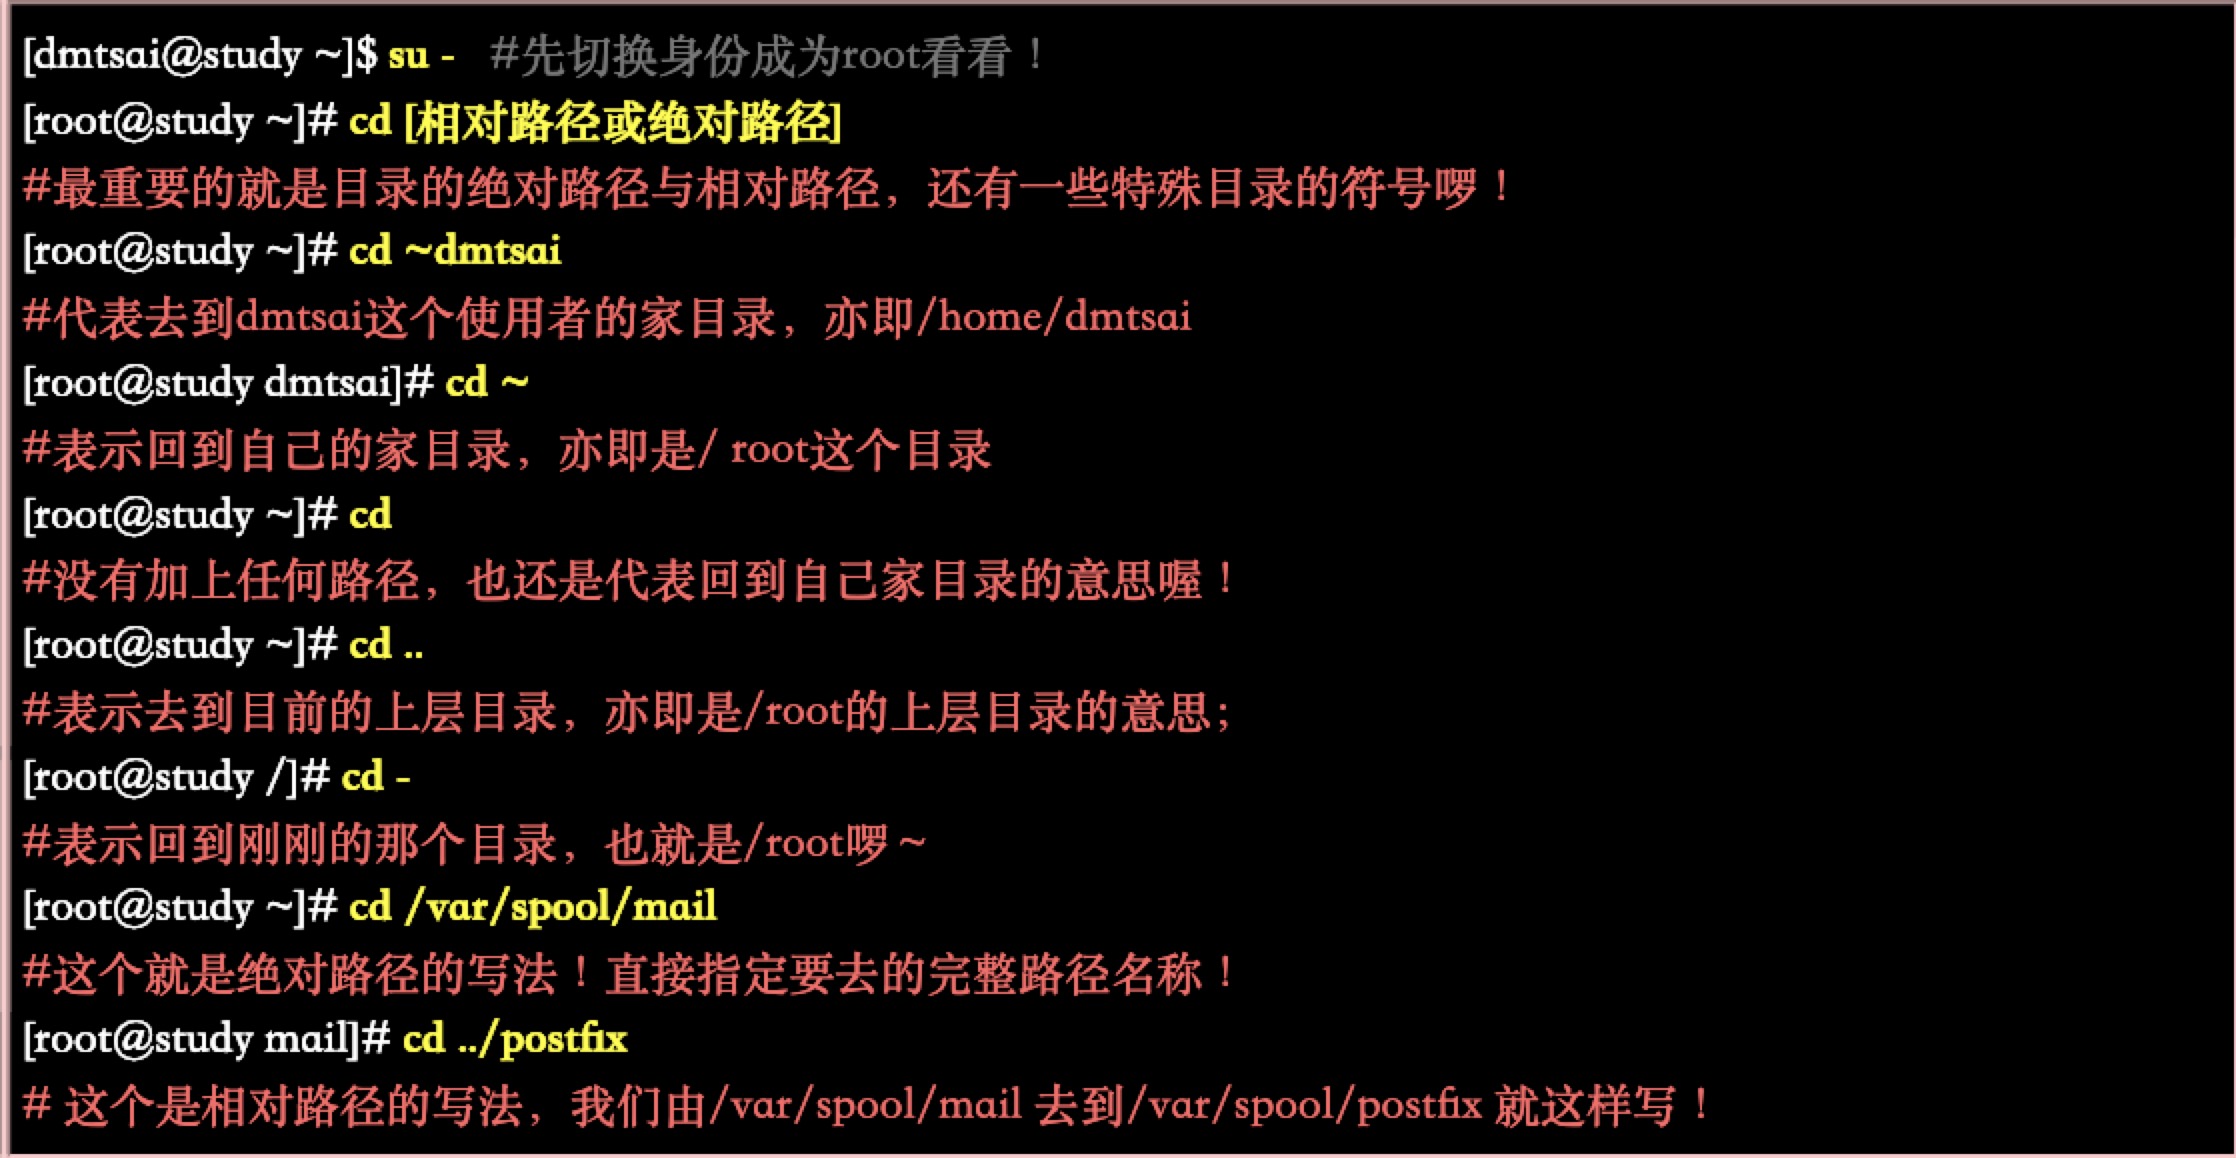 [dmtsai@study ~]$ su -   #先切换身份成为root看看！
[root@study ~]# cd [相对路径或绝对路径]
#最重要的就是目录的绝对路径与相对路径，还有一些特殊目录的符号啰！
[root@study ~]# cd ~dmtsai
#代表去到dmtsai这个使用者的家目录，亦即/home/dmtsai
[root@study dmtsai]# cd ~
#表示回到自己的家目录，亦即是/ root这个目录
[root@study ~]# cd
#没有加上任何路径，也还是代表回到自己家目录的意思喔！
[root@study ~]# cd ..
#表示去到目前的上层目录，亦即是/root的上层目录的意思；
[root@study /]# cd -
#表示回到刚刚的那个目录，也就是/root啰～
[root@study ~]# cd /var/spool/mail
#这个就是绝对路径的写法！直接指定要去的完整路径名称！
[root@study mail]# cd ../postfix
# 这个是相对路径的写法，我们由/var/spool/mail 去到/var/spool/postfix 就这样写！